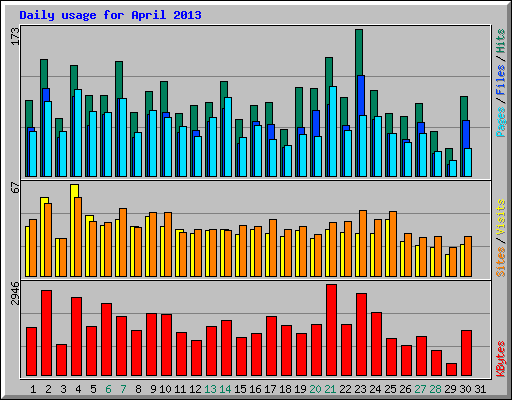 Daily usage for April 2013
173
Pages / Files / Hits
67
Sites / Visits
2946
KBytes
1 2 3 4 5 6 7 8 9 10 11 12 13 14 15 16 17 18 19 20 21 22 23 24 25 26 27 28 29 30 31